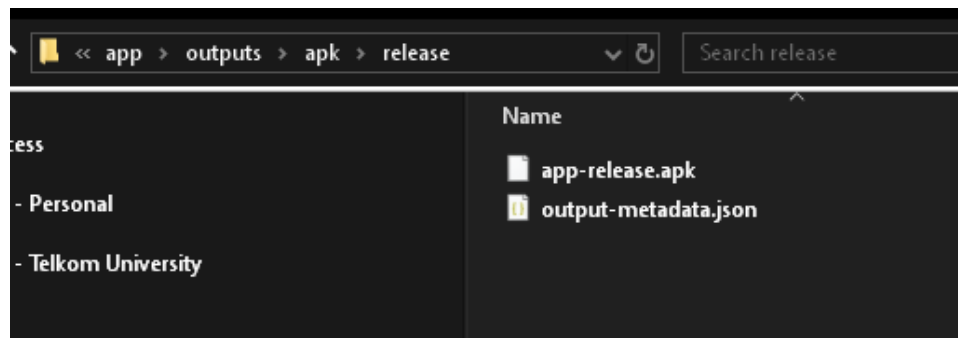 « app > outputs > apk > release
Search release
Name
cess
- Personal
- Telkom University
app-release.apk
output-metadata.json